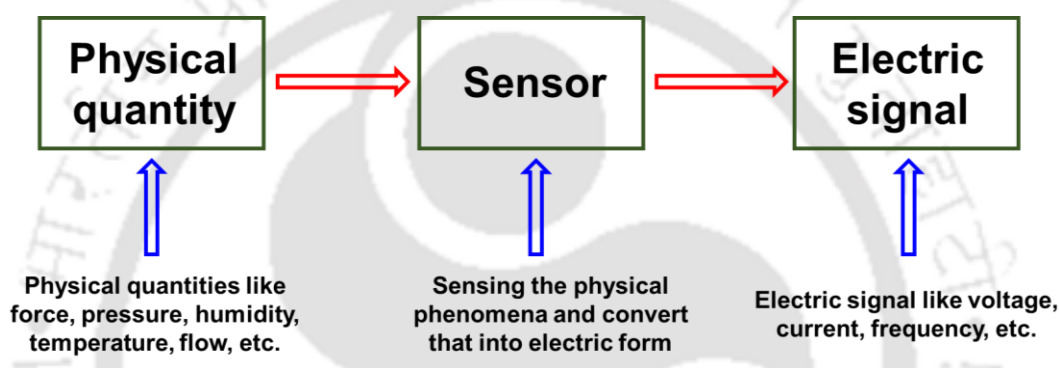 Physical
quantity
Sensor
Electric
signal
Physical quantities like
force, pressure, humidity,
temperature, flow, etc.
Sensing the physical
phenomena and convert
that into electric form
Electric signal like voltage,
current, frequency, etc.